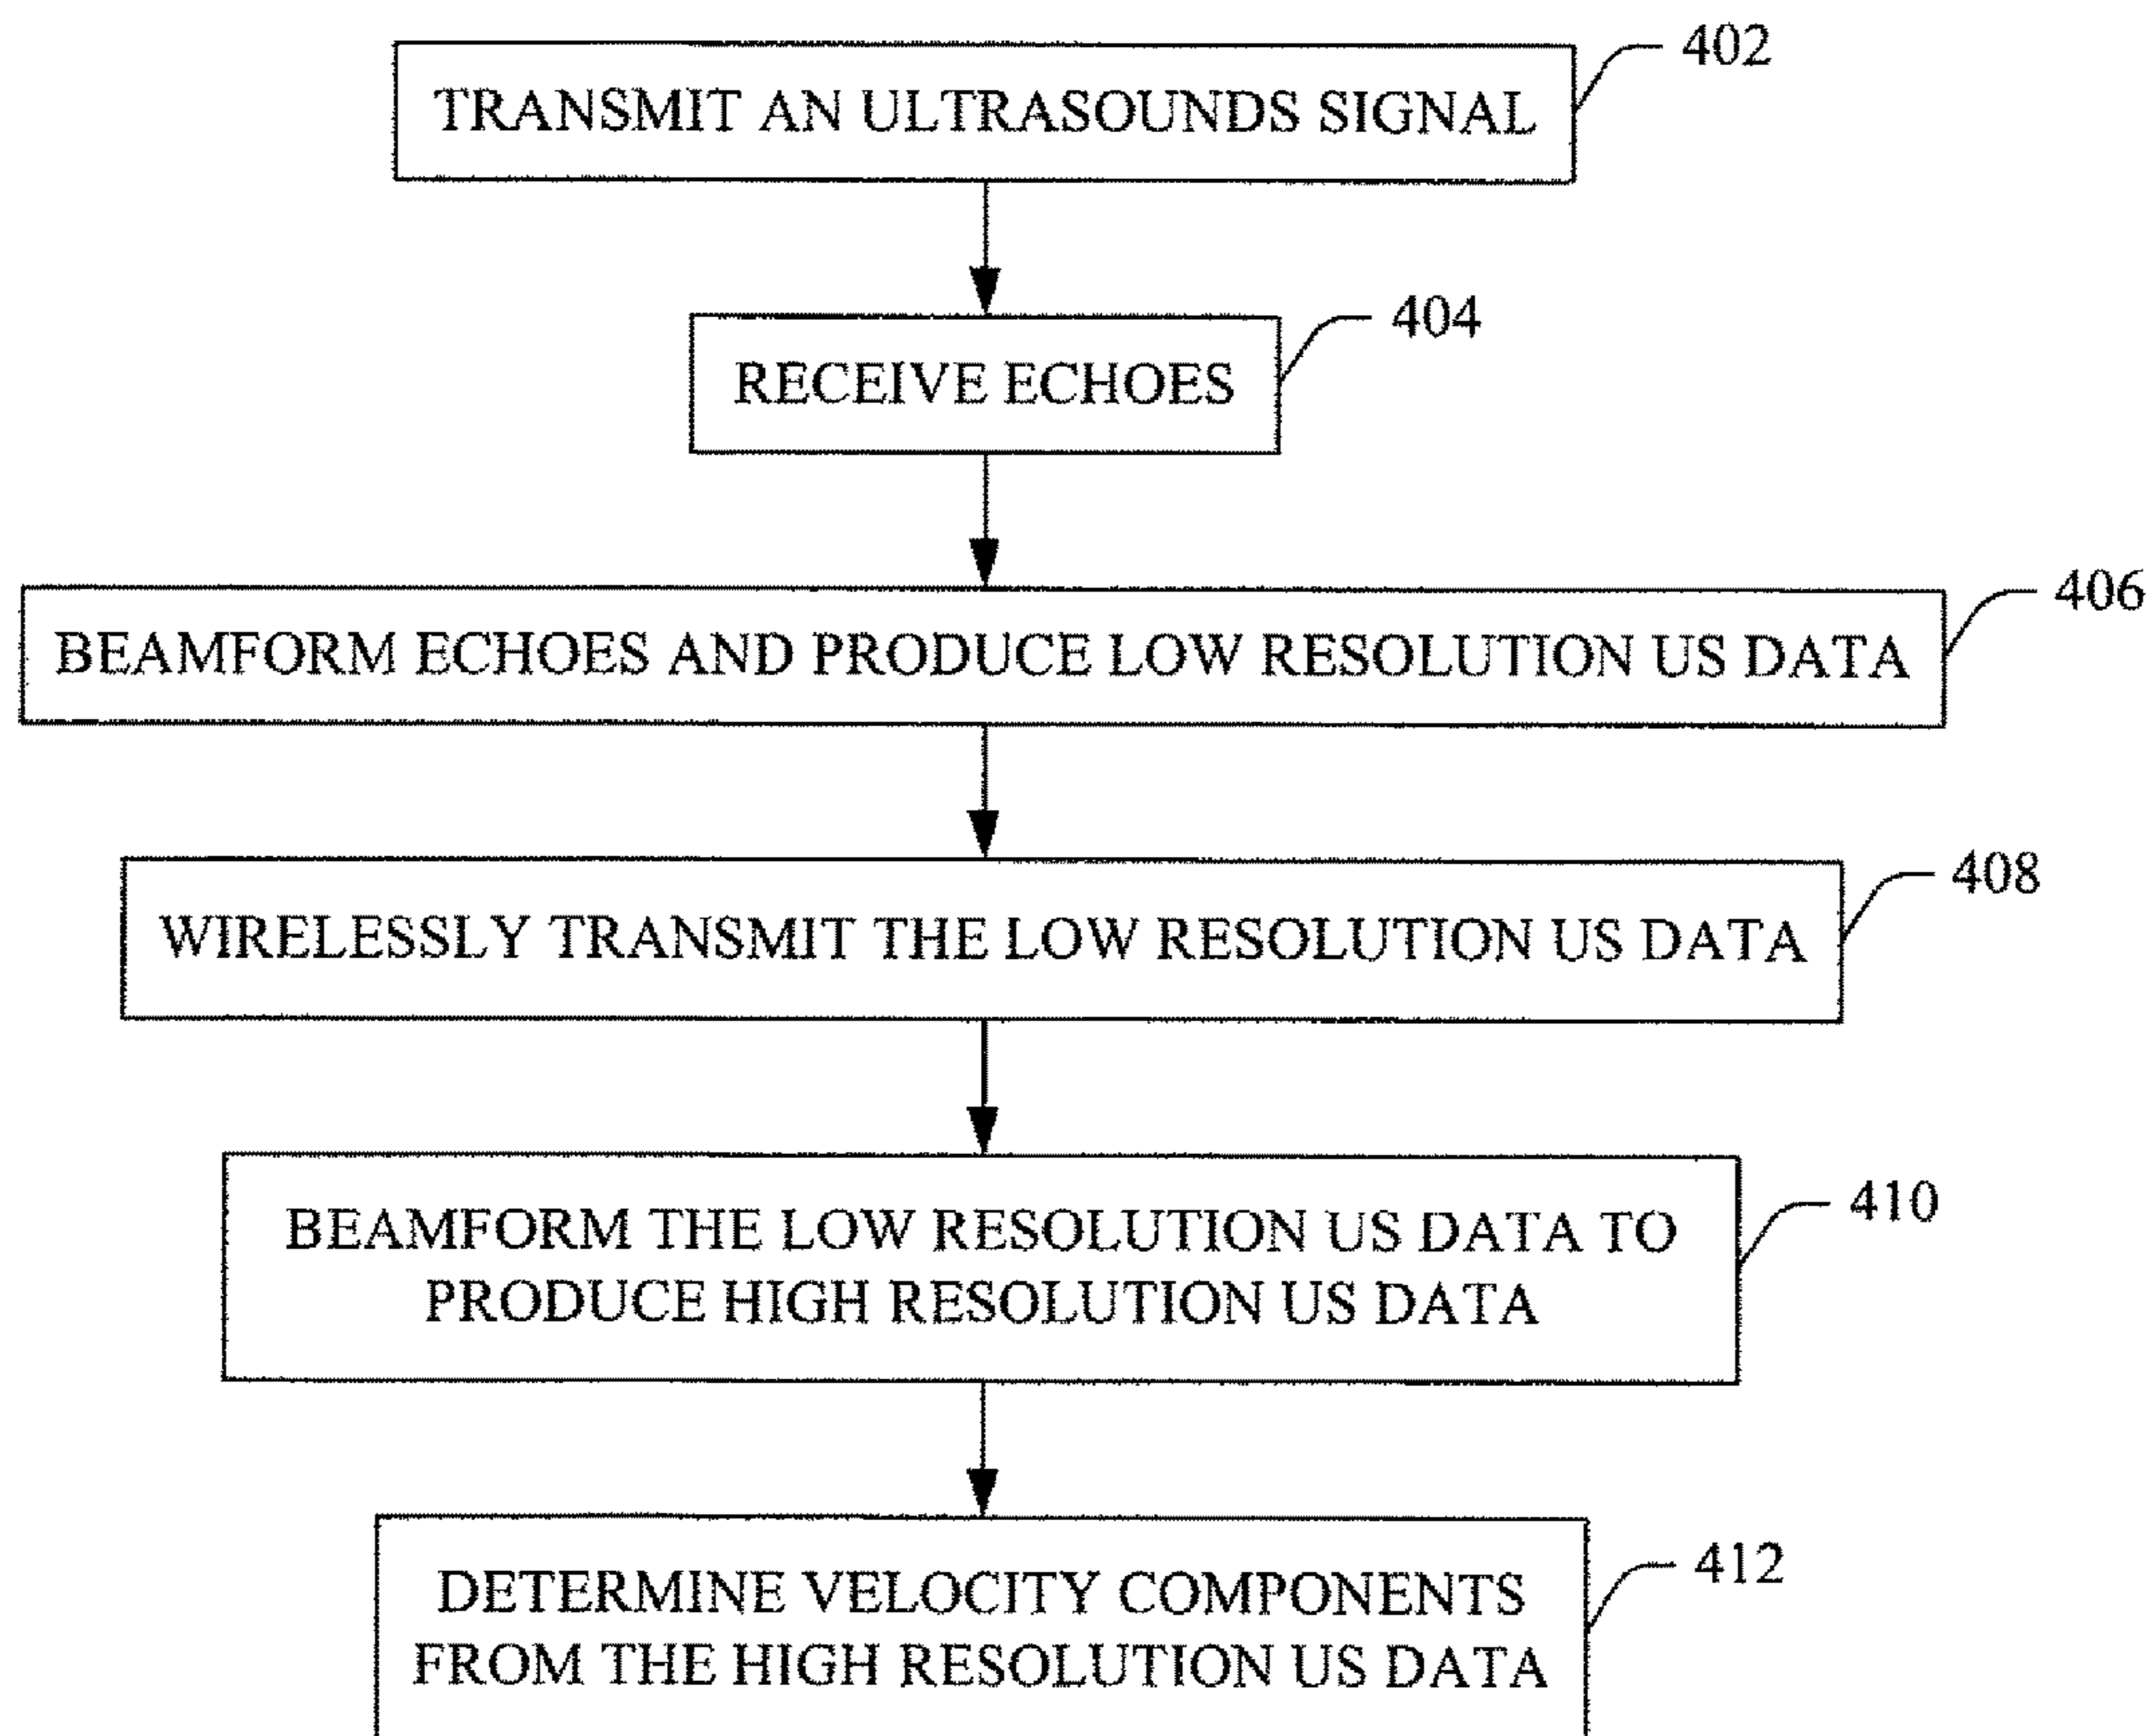 TRANSMIT AN ULTRASOUNDS SIGNAL
402
RECEIVE ECHOES
404
BEAMFORM ECHOES AND PRODUCE LOW RESOLUTION US DATA
406
WIRELESSLY TRANSMIT THE LOW RESOLUTION US DATA
408
BEAMFORM THE LOW RESOLUTION US DATA TO
PRODUCE HIGH RESOLUTION US DATA
410
DETERMINE VELOCITY COMPONENTS
FROM THE HIGH RESOLUTION US DATA
412